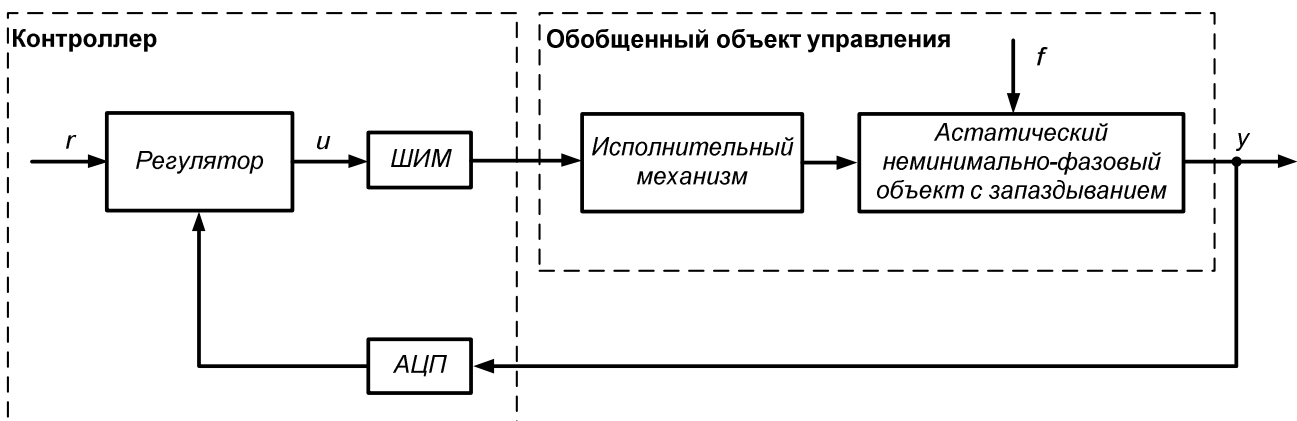 Контроллер
Обобщенный объект управления
f
r
Регулятор
u
ШИМ
Исполнительный
механизм
Астатический
неминимально-фазовый
объект с запаздыванием
y
АЦП